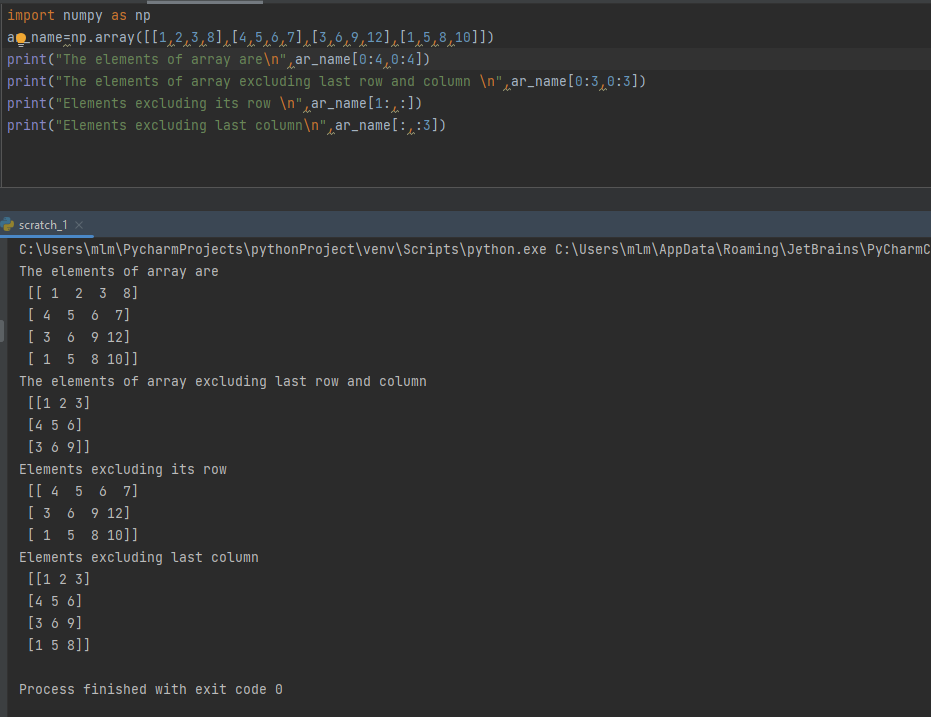 import numpy as np
a_name=np.array([[1,2,3,8],[4,5,6,7],[3,6,9,12],[1,5,8,10]])
print("The elements of array are\n",ar_name[0:4,0:4])
print("The elements of array excluding last row and column \n",ar_name[0:3,0:3])
print("Elements excluding its row \n",ar_name[1:,:])
print("Elements excluding last column\n",ar_name[:,:3])
scratch_1 ×
C:\Users\mlm\PycharmProjects\pythonProject\venv\Scripts\python.exe C:\Users\mlm\AppData\Roaming\JetBrains\PyCharmC
The elements of array are
 [[ 1  2  3  8]
 [ 4  5  6  7]
 [ 3  6  9 12]
 [ 1  5  8 10]]
The elements of array excluding last row and column
 [[1 2 3]
 [4 5 6]
 [3 6 9]]
Elements excluding its row
 [[ 4  5  6  7]
 [ 3  6  9 12]
 [ 1  5  8 10]]
Elements excluding last column
 [[1 2 3]
 [4 5 6]
 [3 6 9]
 [1 5 8]]
Process finished with exit code 0